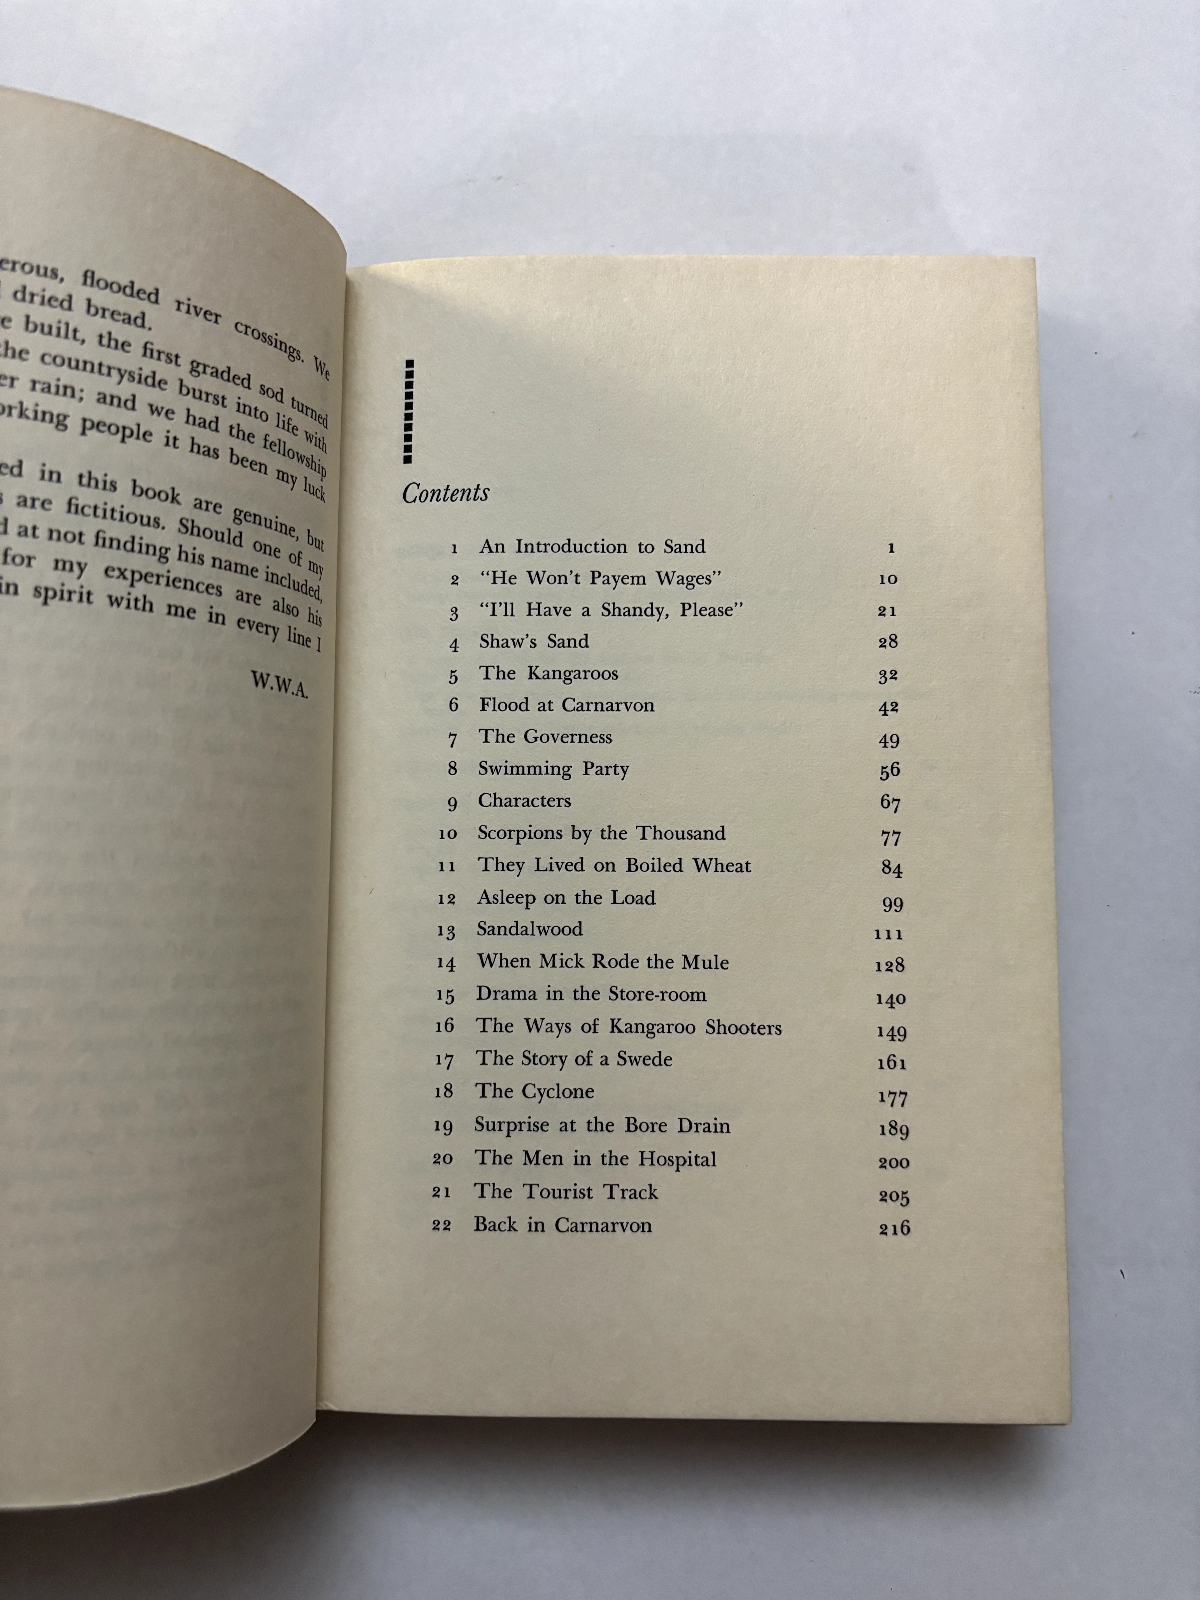 erous, flooded river crossings. We
dried bread.
e built, the first graded sod turned
the countryside burst into life with
er rain; and we had the fellowship
orking people it has been my luck
ed in this book are genuine, but
s are fictitious. Should one of my
d at not finding his name included,
for my experiences are also his
in spirit with me in every line I
W.W.A.
Contents
1 An Introduction to Sand 1
2 "He Won't Payem Wages" 10
3 "I'll Have a Shandy, Please" 21
4 Shaw's Sand 28
5 The Kangaroos 32
6 Flood at Carnarvon 42
7 The Governess 49
8 Swimming Party 56
9 Characters 67
10 Scorpions by the Thousand 77
11 They Lived on Boiled Wheat 84
12 Asleep on the Load 99
13 Sandalwood 111
14 When Mick Rode the Mule 128
15 Drama in the Store-room 140
16 The Ways of Kangaroo Shooters 149
17 The Story of a Swede 161
18 The Cyclone 177
19 Surprise at the Bore Drain 189
20 The Men in the Hospital 200
21 The Tourist Track 205
22 Back in Carnarvon 216